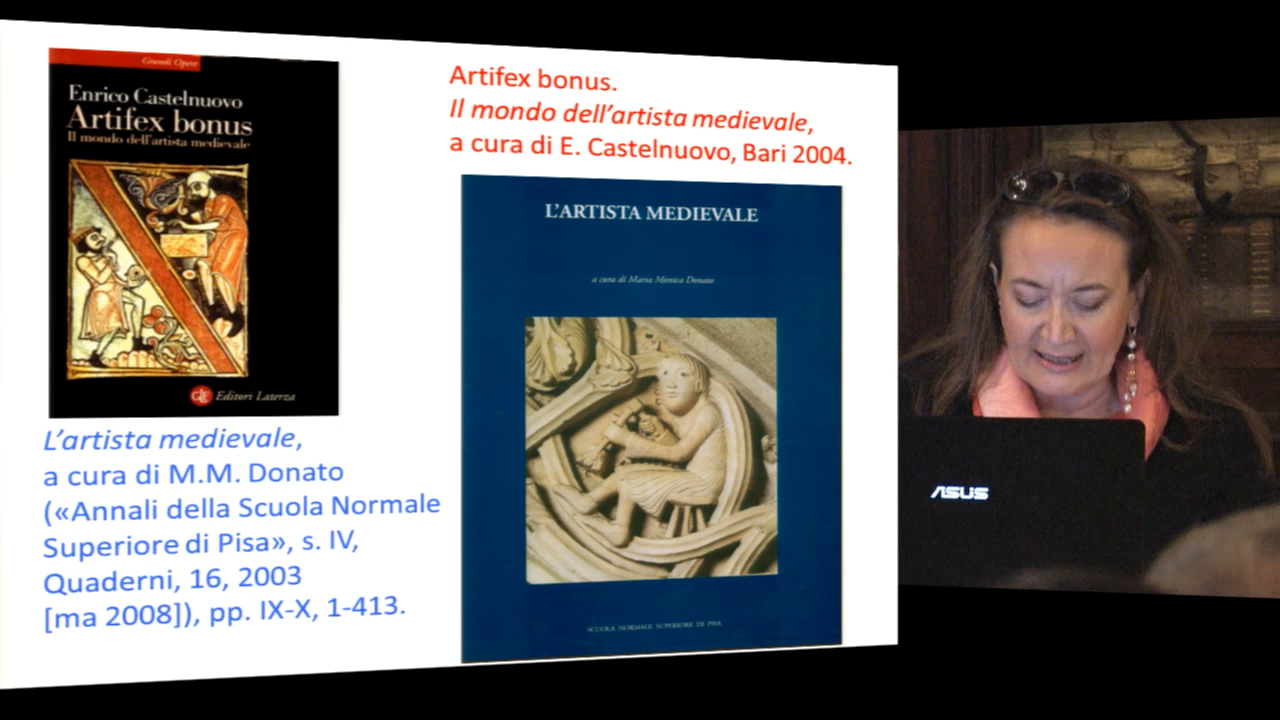 Grandi Opere
Enrico Castelnuovo
Artifex bonus
Il mondo dell'artista medievale
Editori Laterza
Artifex bonus.
Il mondo dell'artista medievale,
a cura di E. Castelnuovo, Bari 2004.
L'ARTISTA MEDIEVALE
a cura di Maria Monica Donato
SCUOLA NORMALE SUPERIORE DI PISA
L'artista medievale,
a cura di M.M. Donato
(«Annali della Scuola Normale
Superiore di Pisa», s. IV,
Quaderni, 16, 2003
[ma 2008]), pp. IX-X, 1-413.
ASUS